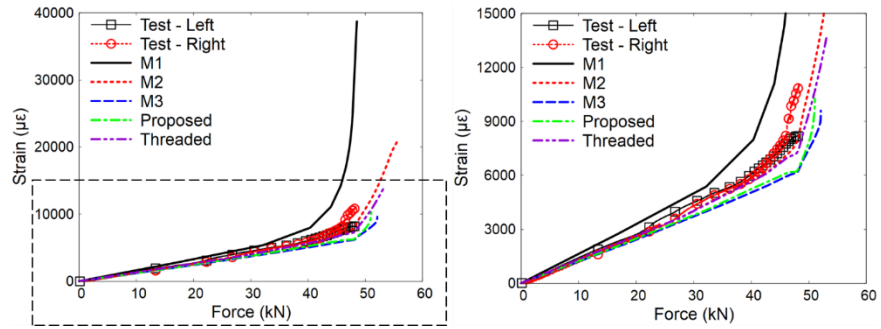 40000
30000
20000
10000
0
Strain (µε)
Test - Left
Test - Right
M1
M2
M3
Proposed
Threaded
0 10 20 30 40 50 60
Force (kN)
15000
12000
9000
6000
3000
0
Strain (µε)
Test - Left
Test - Right
M1
M2
M3
Proposed
Threaded
0 10 20 30 40 50 60
Force (kN)